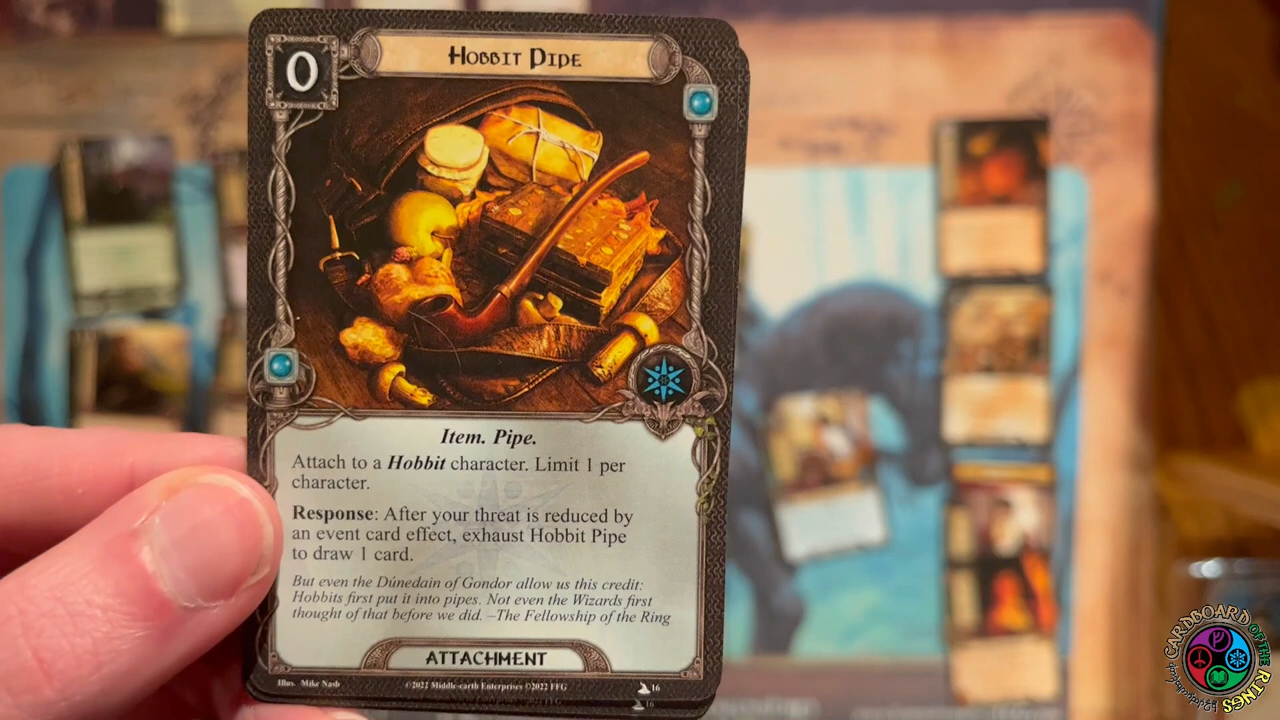 0
HOBBIT PIPE
Item. Pipe.
Attach to a Hobbit character. Limit 1 per
character.
Response: After your threat is reduced by
an event card effect, exhaust Hobbit Pipe
to draw 1 card.
But even the Dúnedain of Gondor allow us this credit:
Hobbits first put it into pipes. Not even the Wizards first
thought of that before we did. –The Fellowship of the Ring
ATTACHMENT
Illus. Mike Nash ©2022 Middle-earth Enterprises ©2022 FFG 16
16
CARDBOARD OF THE RINGS